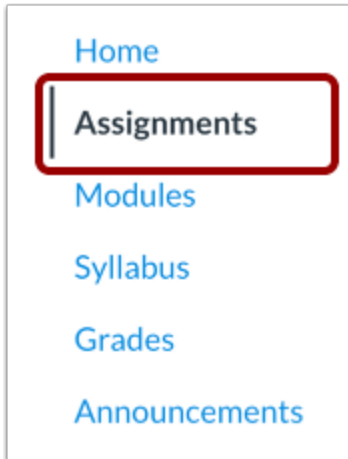 Home
Assignments
Modules
Syllabus
Grades
Announcements